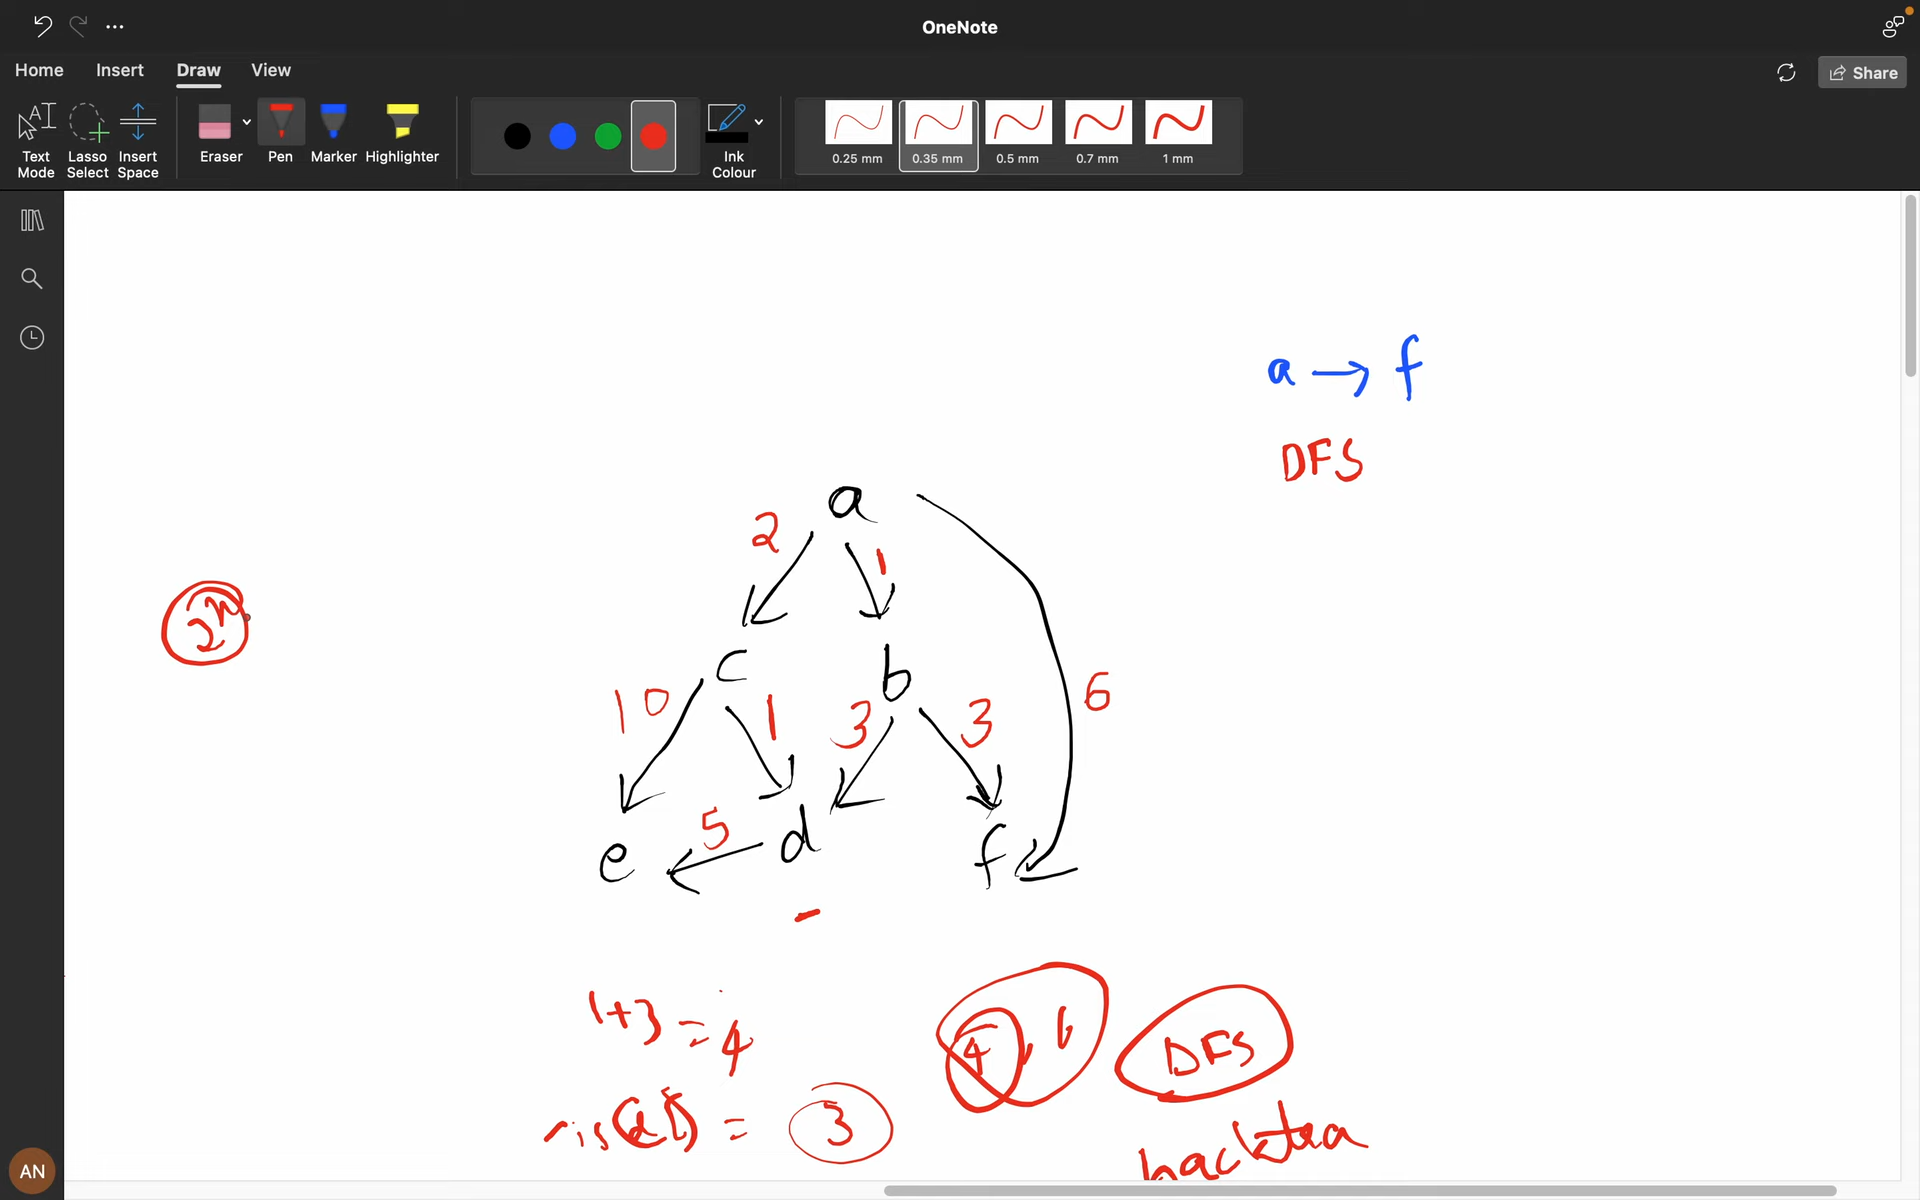 OneNote
Home Insert Draw View
Share
Text Mode
Lasso Select
Insert Space
Eraser
Pen
Marker
Highlighter
Ink Colour
0.25 mm
0.35 mm
0.5 mm
0.7 mm
1 mm
a → f
DFS
a
2 1
2ⁿ
c b
10 1 3 3 6
5
e d f
1+3 = 4
4, 6
DFS
= 3
backtra
AN